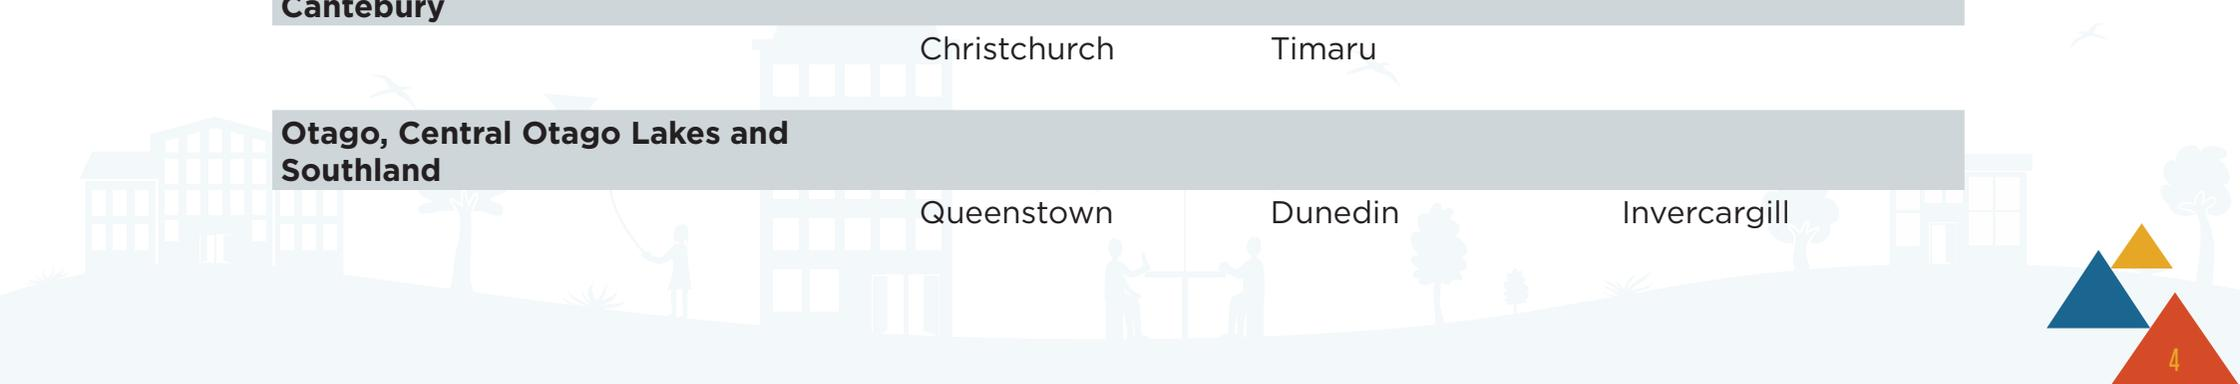 Cantebury
Christchurch Timaru
Otago, Central Otago Lakes and
Southland
Queenstown Dunedin Invercargill
4